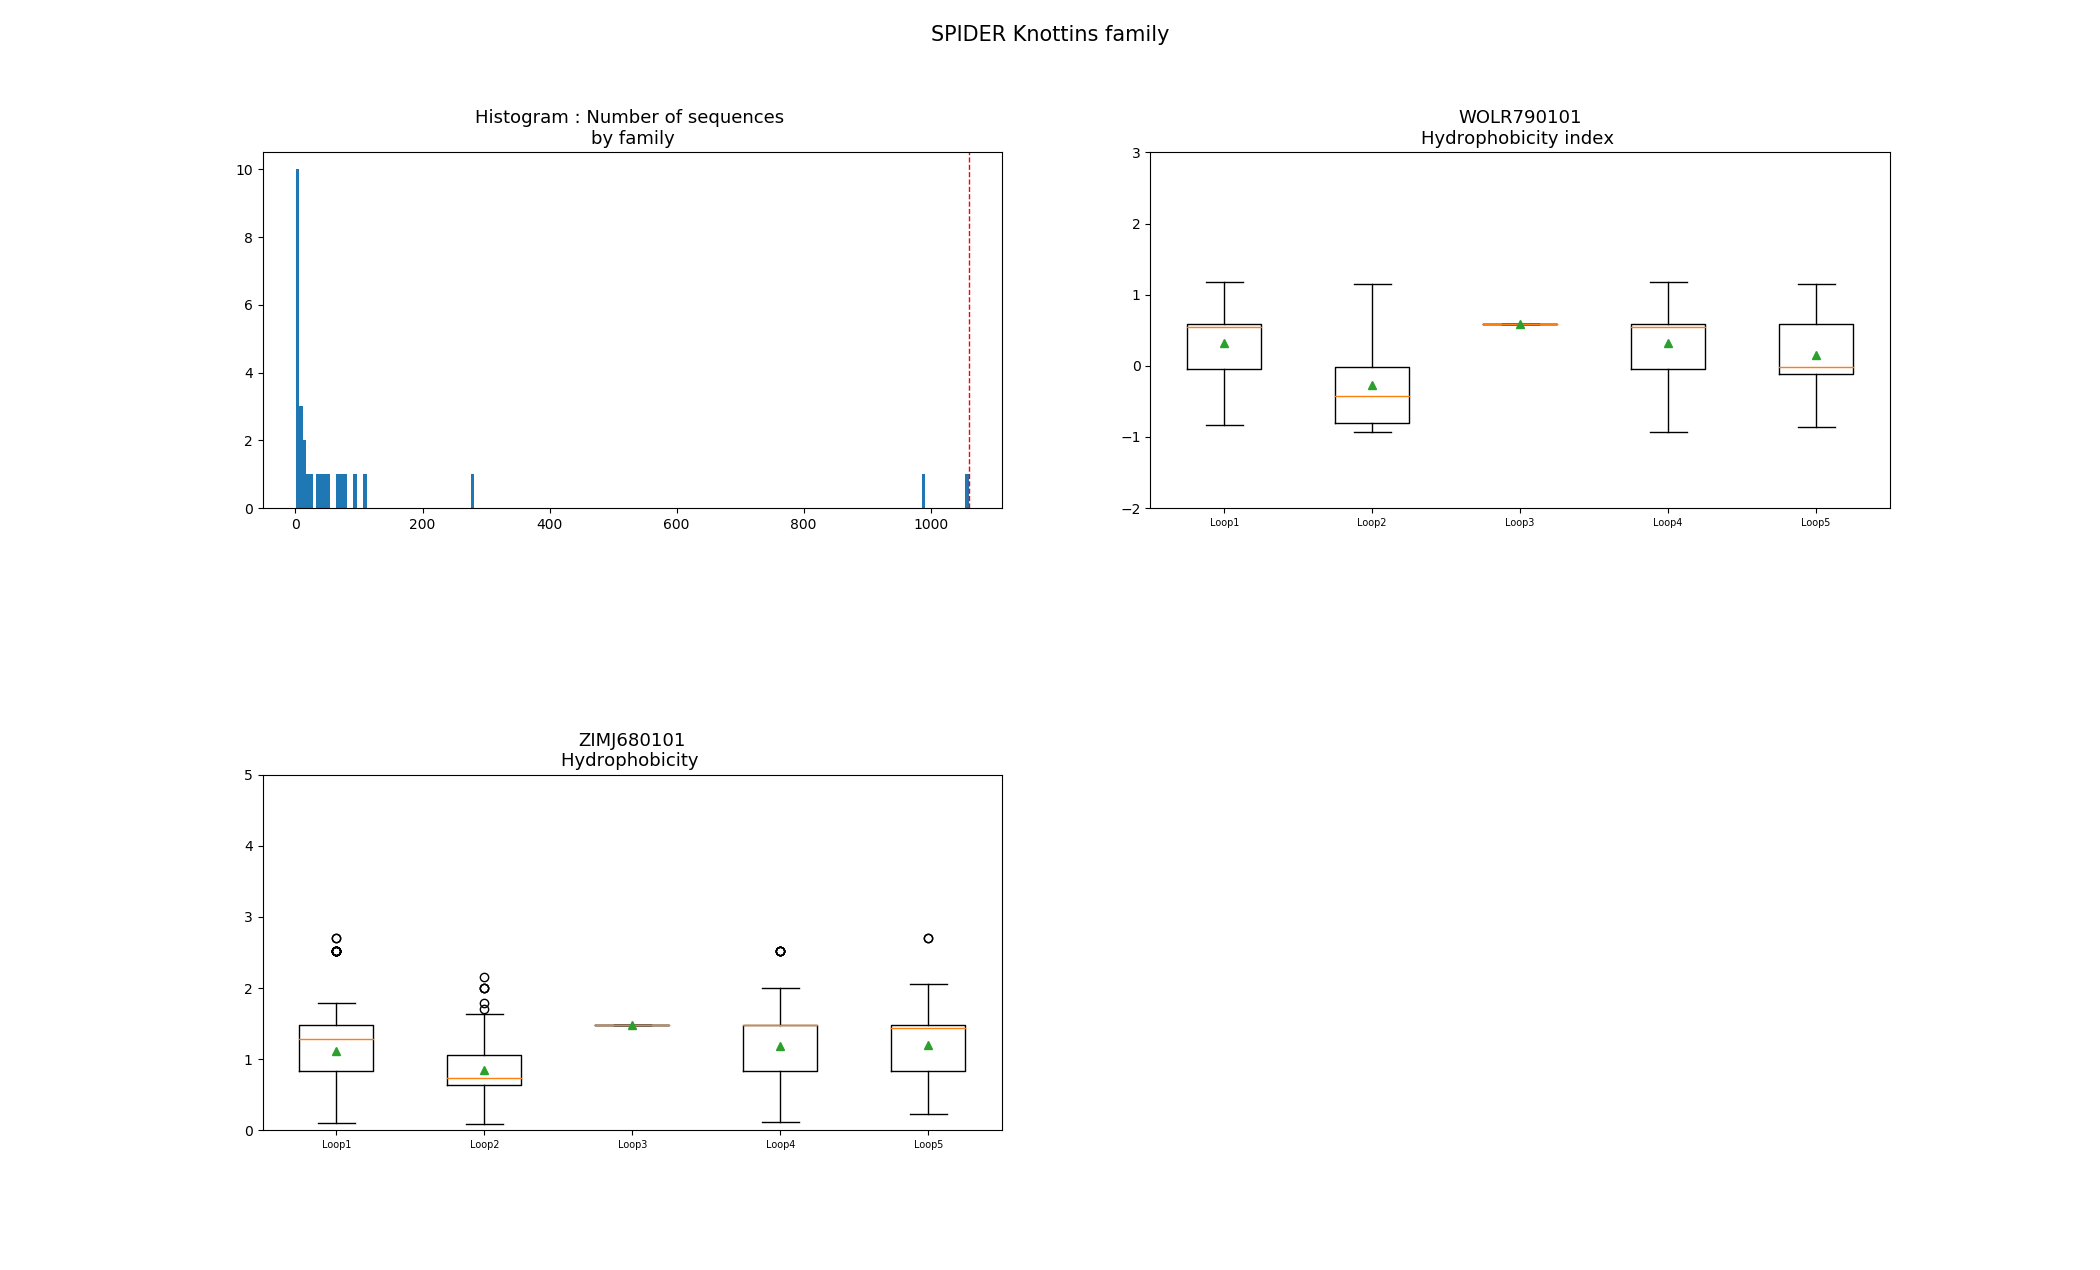 SPIDER Knottins family
Histogram : Number of sequences
by family
10
8
6
4
2
0
0 200 400 600 800 1000
WOLR790101
Hydrophobicity index
3
2
1
0
−1
−2
Loop1 Loop2 Loop3 Loop4 Loop5
ZIMJ680101
Hydrophobicity
5
4
3
2
1
0
Loop1 Loop2 Loop3 Loop4 Loop5